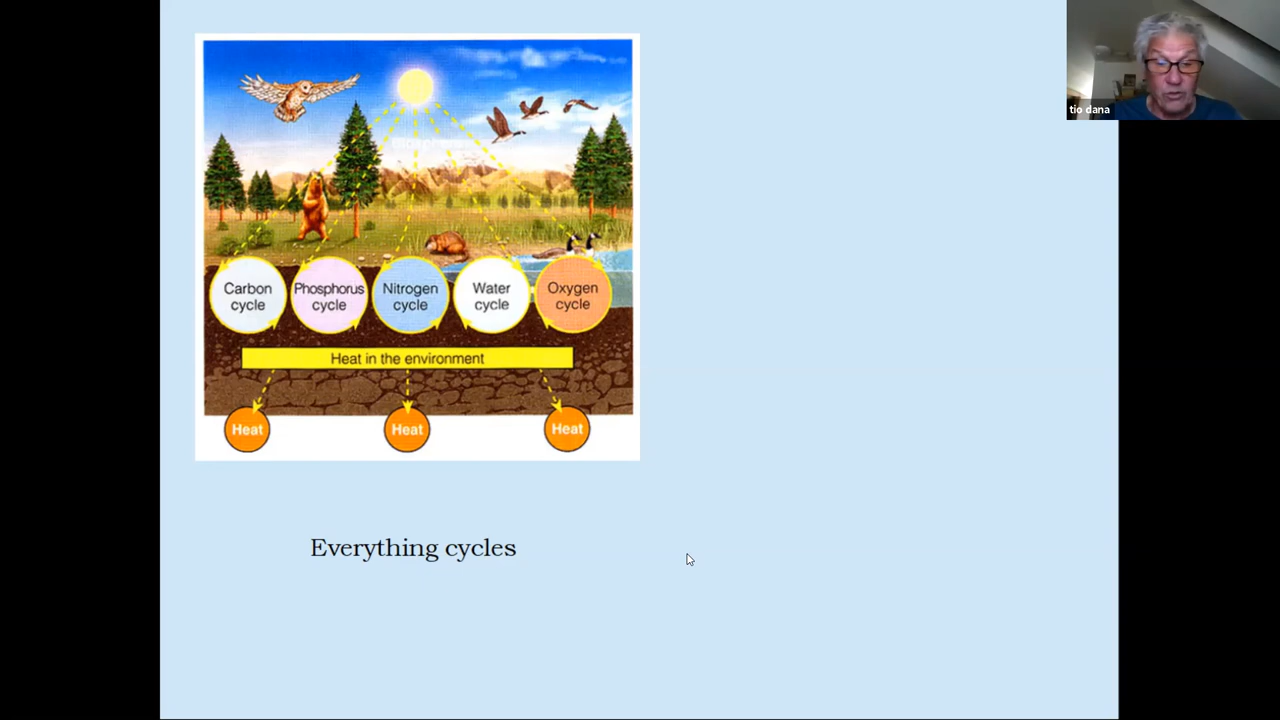 tio dana
Carbon
cycle
Phosphorus
cycle
Nitrogen
cycle
Water
cycle
Oxygen
cycle
Heat in the environment
Heat
Heat
Heat
Everything cycles